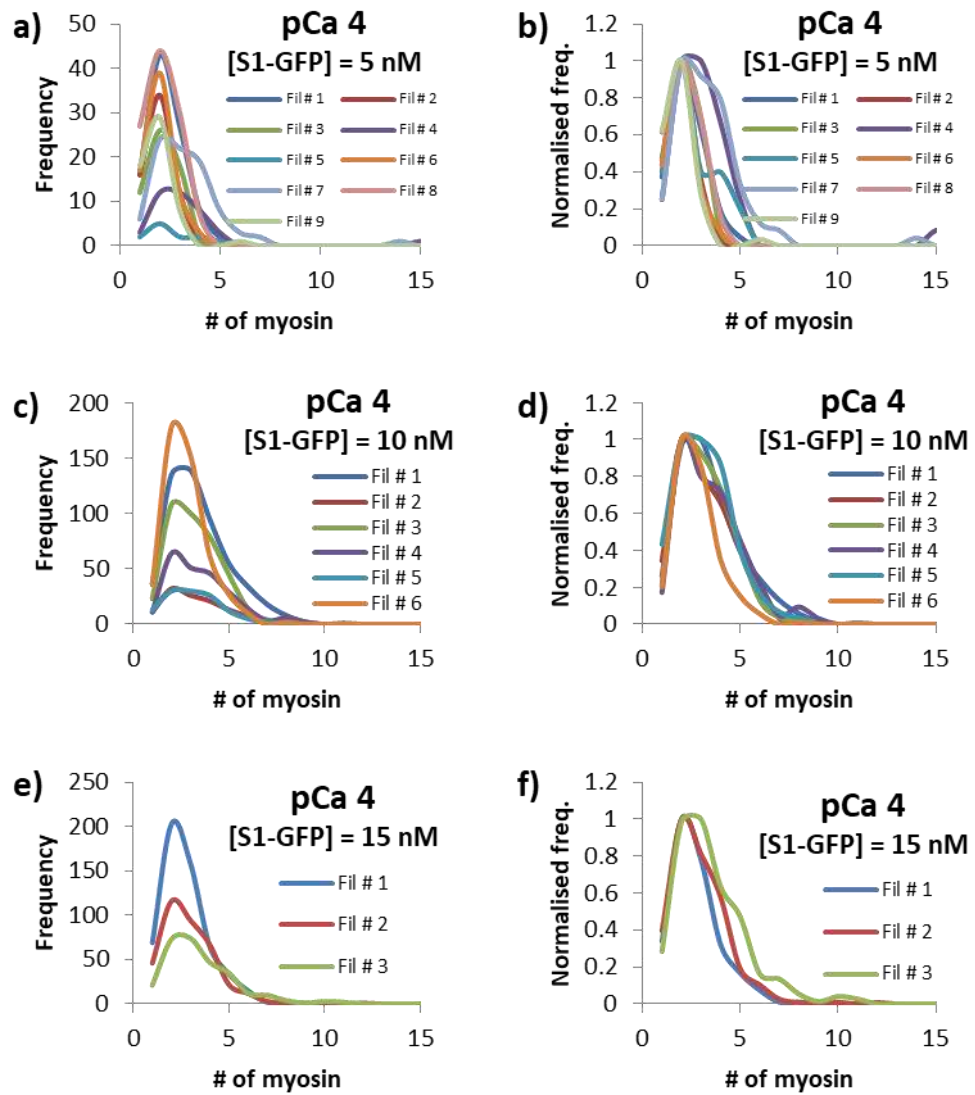 a)
pCa 4
[S1-GFP] = 5 nM
Frequency
50
40
30
20
10
0
Fil # 1
Fil # 2
Fil # 3
Fil # 4
Fil # 5
Fil # 6
Fil # 7
Fil # 8
Fil # 9
0 5 10 15
# of myosin
b)
pCa 4
[S1-GFP] = 5 nM
Normalised freq.
1.2
1
0.8
0.6
0.4
0.2
0
Fil # 1
Fil # 2
Fil # 3
Fil # 4
Fil # 5
Fil # 6
Fil # 7
Fil # 8
Fil # 9
0 5 10 15
# of myosin
c)
pCa 4
[S1-GFP] = 10 nM
Frequency
200
150
100
50
0
Fil # 1
Fil # 2
Fil # 3
Fil # 4
Fil # 5
Fil # 6
0 5 10 15
# of myosin
d)
pCa 4
[S1-GFP] = 10 nM
Normalised freq.
1.2
1
0.8
0.6
0.4
0.2
0
Fil # 1
Fil # 2
Fil # 3
Fil # 4
Fil # 5
Fil # 6
0 5 10 15
# of myosin
e)
pCa 4
[S1-GFP] = 15 nM
Frequency
250
200
150
100
50
0
Fil # 1
Fil # 2
Fil # 3
0 5 10 15
# of myosin
f)
pCa 4
[S1-GFP] = 15 nM
Normalised freq.
1.2
1
0.8
0.6
0.4
0.2
0
Fil # 1
Fil # 2
Fil # 3
0 5 10 15
# of myosin